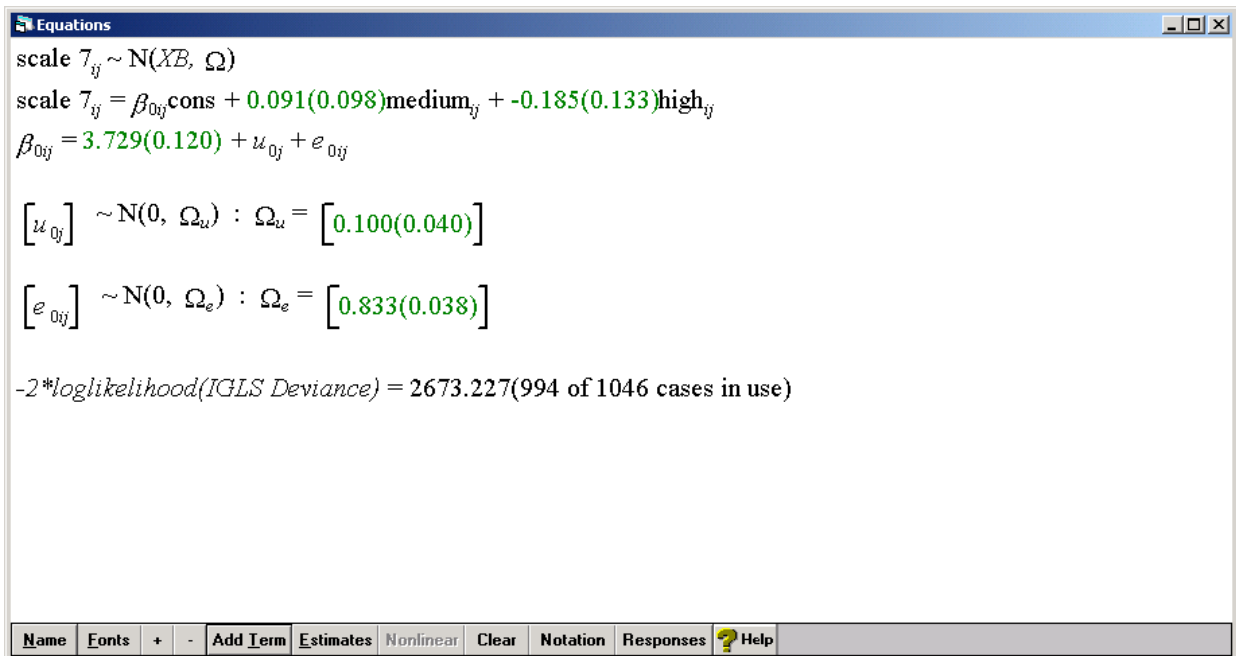 Equations
scale 7ij ~ N(XB, Ω)
scale 7ij = β0ijcons + 0.091(0.098)mediumij + -0.185(0.133)highij
β0ij = 3.729(0.120) + u0j + e0ij
[u0j] ~ N(0, Ωu) : Ωu = [0.100(0.040)]
[e0ij] ~ N(0, Ωe) : Ωe = [0.833(0.038)]
-2*loglikelihood(IGLS Deviance) = 2673.227(994 of 1046 cases in use)
Name Fonts + - Add Term Estimates Nonlinear Clear Notation Responses ? Help